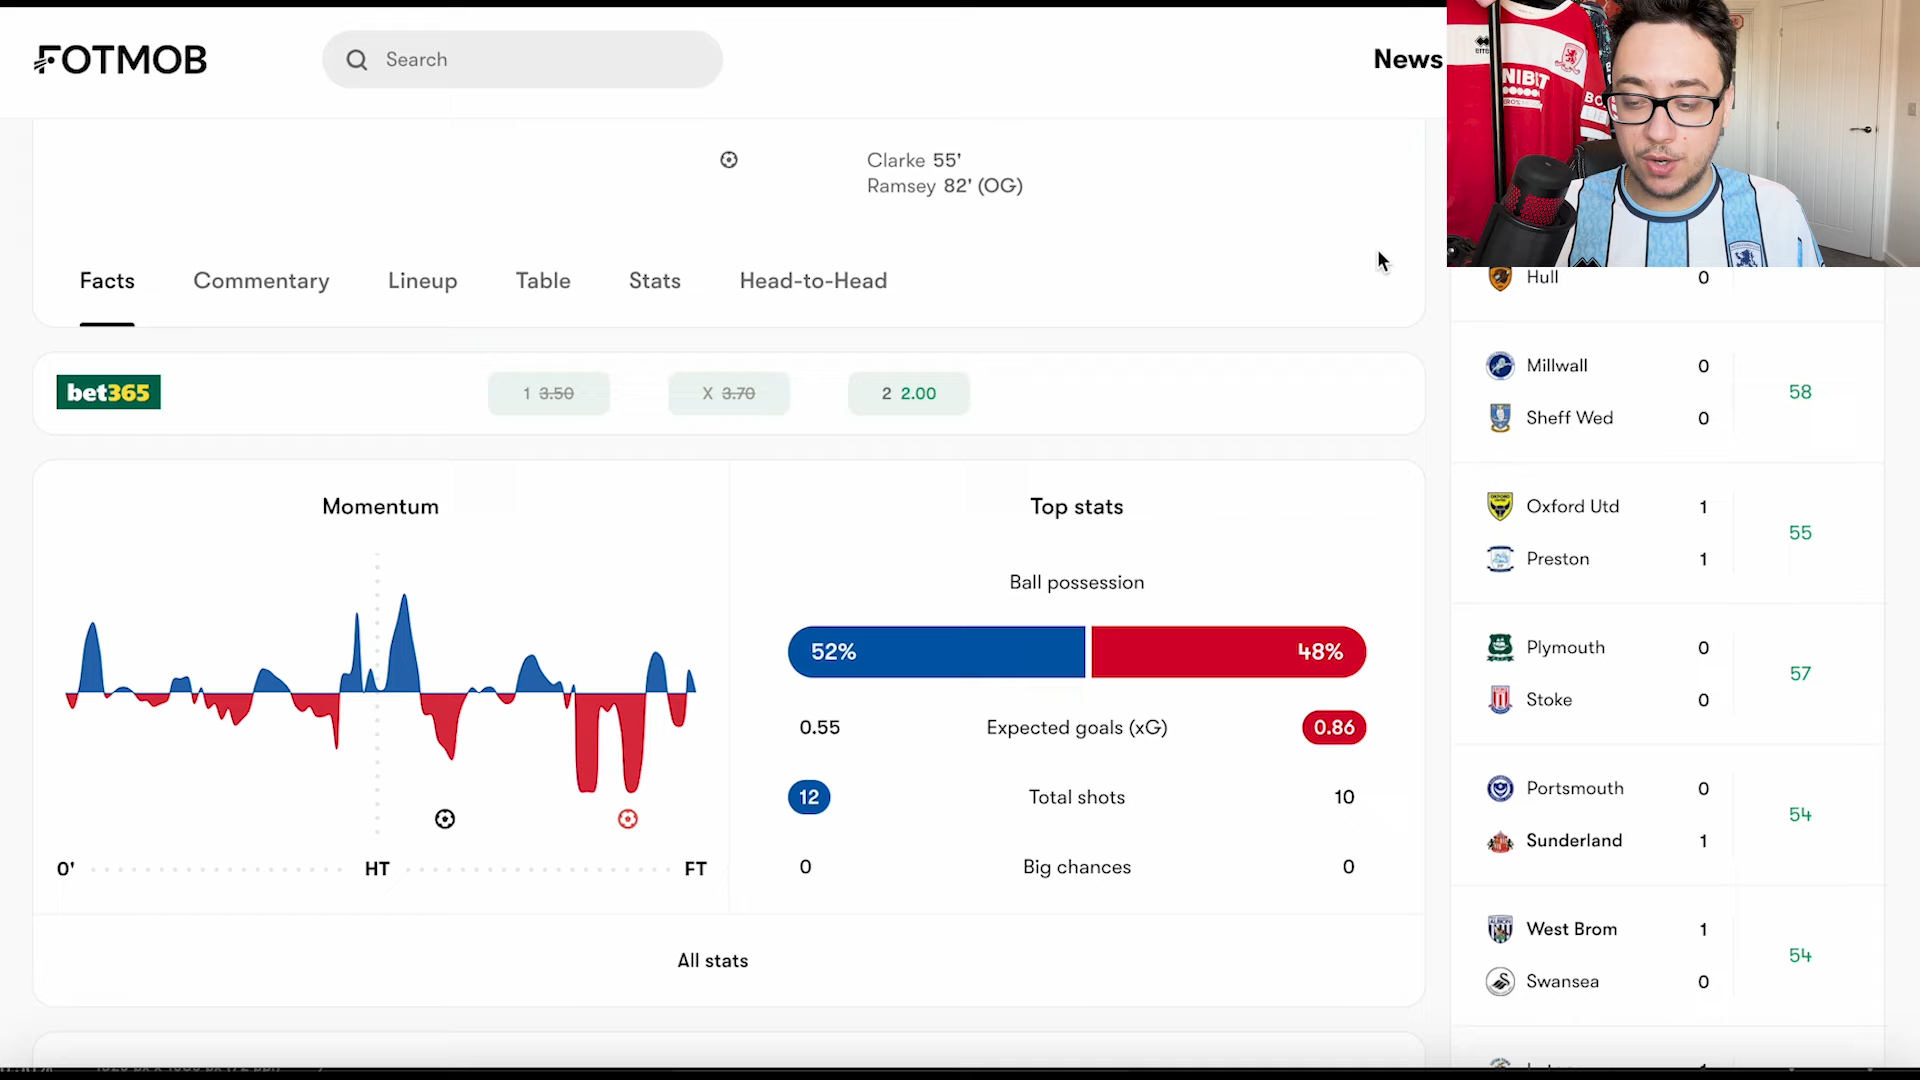 FOTMOB
Search
News
Clarke 55'
Ramsey 82' (OG)
Facts
Commentary
Lineup
Table
Stats
Head-to-Head
bet365
1 3.50
X 3.70
2 2.00
Momentum
0'
HT
FT
Top stats
Ball possession
52%
48%
0.55
Expected goals (xG)
0.86
12
Total shots
10
0
Big chances
0
All stats
Hull 0
Millwall 0
58
Sheff Wed 0
Oxford Utd 1
55
Preston 1
Plymouth 0
57
Stoke 0
Portsmouth 0
54
Sunderland 1
West Brom 1
54
Swansea 0